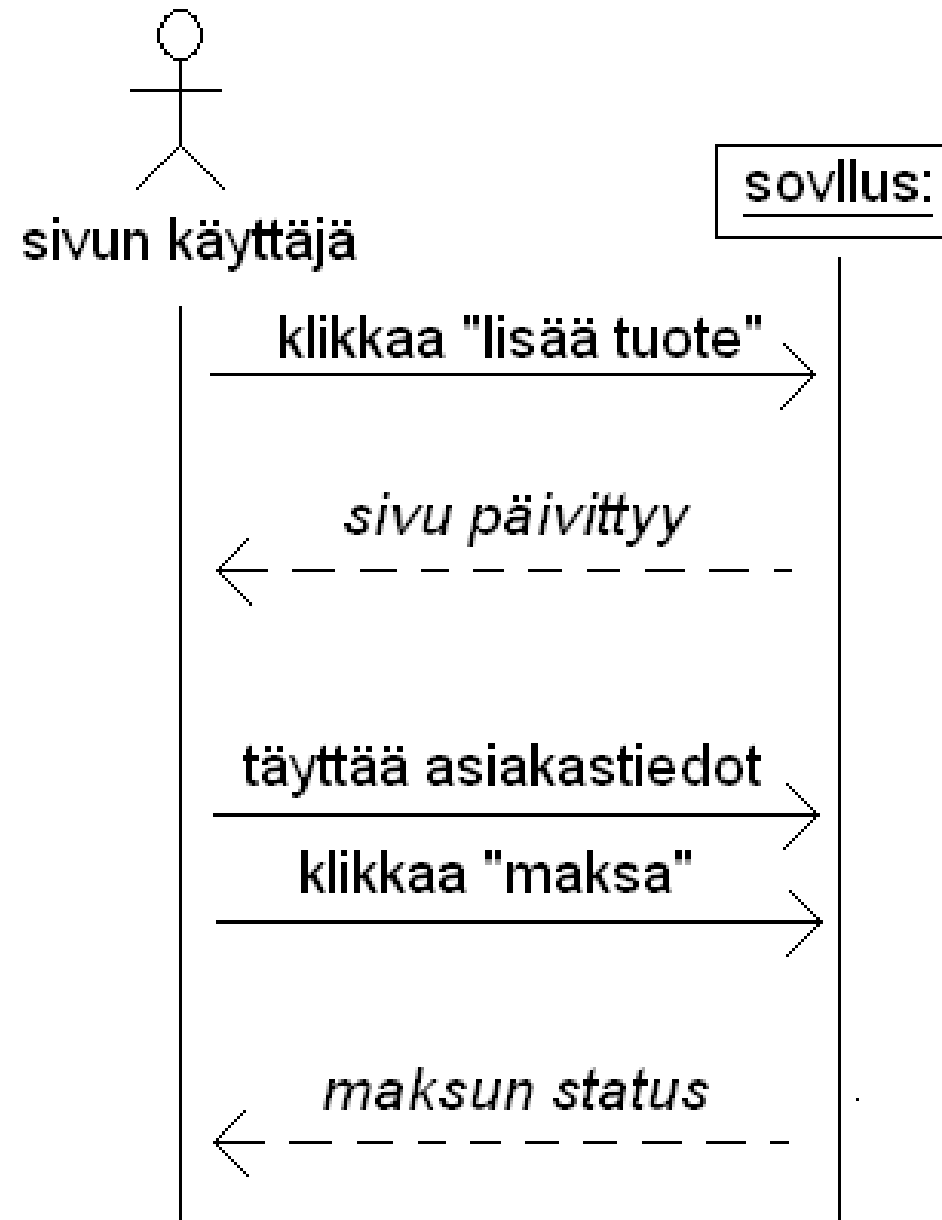 sovllus:
sivun käyttäjä
klikkaa "lisää tuote"
sivu päivittyy
täyttää asiakastiedot
klikkaa "maksa"
maksun status